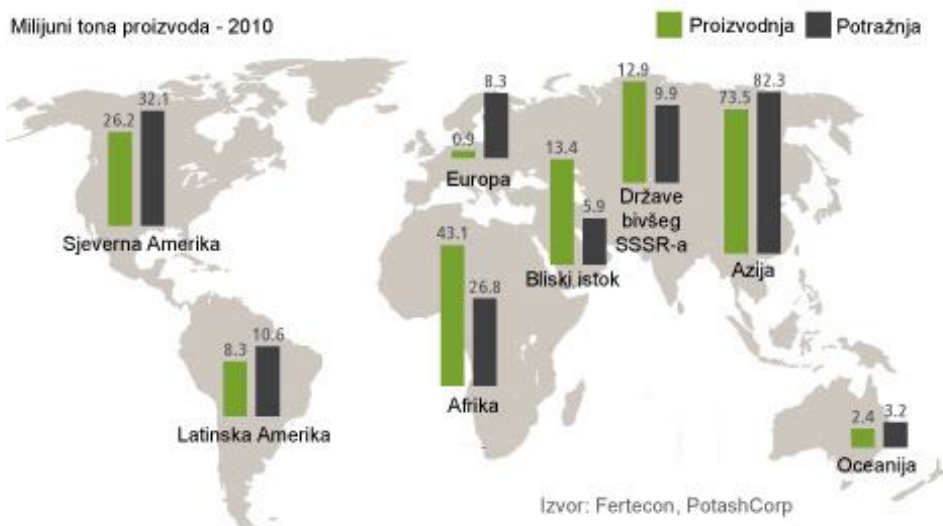 Milijuni tona proizvoda - 2010
Proizvodnja Potražnja
26.2 32.1
Sjeverna Amerika
8.3 10.6
Latinska Amerika
0.9 8.3
Europa
43.1 26.8
Afrika
13.4 5.9
Bliski istok
12.9 9.9
Države
bivšeg
SSSR-a
73.5 82.3
Azija
2.4 3.2
Oceanija
Izvor: Fertecon, PotashCorp